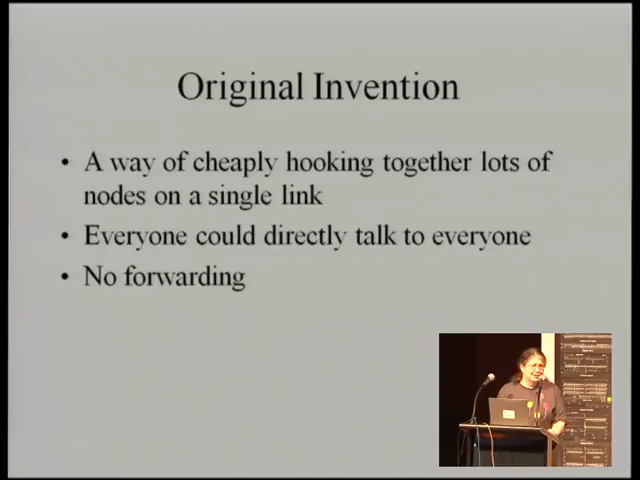 Original Invention
• A way of cheaply hooking together lots of
nodes on a single link
• Everyone could directly talk to everyone
• No forwarding